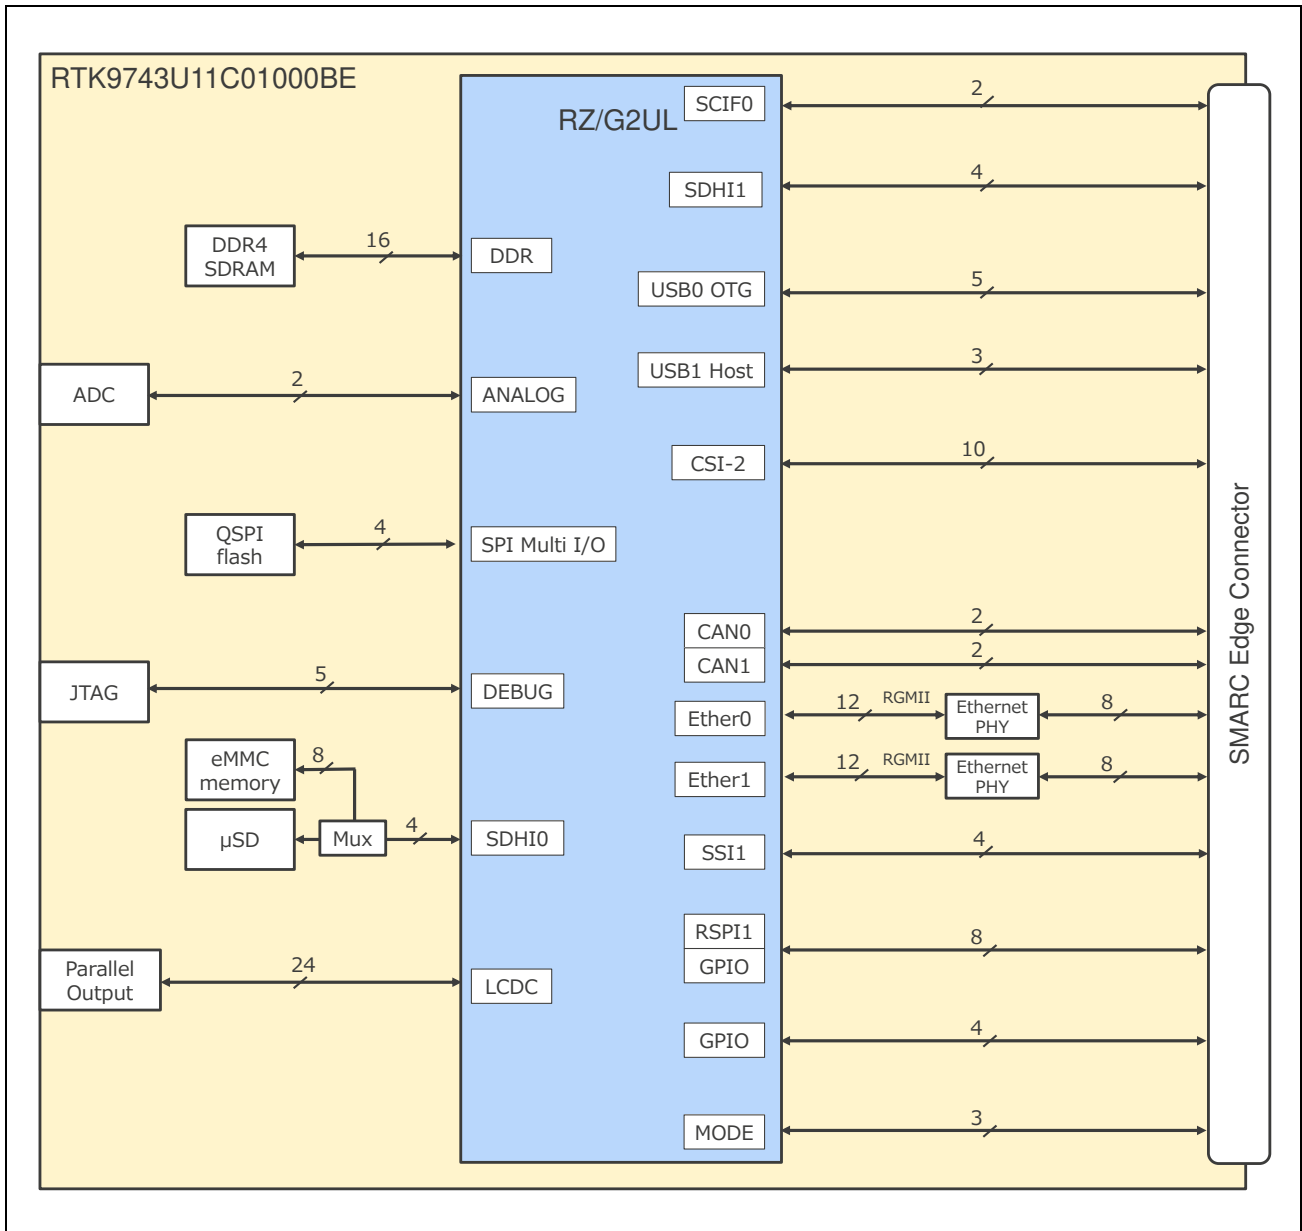 RTK9743U11C01000BE
RZ/G2UL
SCIF0
2
SDHI1
4
DDR4
SDRAM
16
DDR
USB0 OTG
5
USB1 Host
3
ADC
2
ANALOG
CSI-2
10
QSPI
flash
4
SPI Multi I/O
CAN0
2
CAN1
2
JTAG
5
DEBUG
Ether0
12
RGMII
Ethernet
PHY
8
eMMC
memory
8
Ether1
12
RGMII
Ethernet
PHY
8
µSD
Mux
4
SDHI0
SSI1
4
RSPI1
GPIO
8
Parallel
Output
24
LCDC
GPIO
4
MODE
3
SMARC Edge Connector